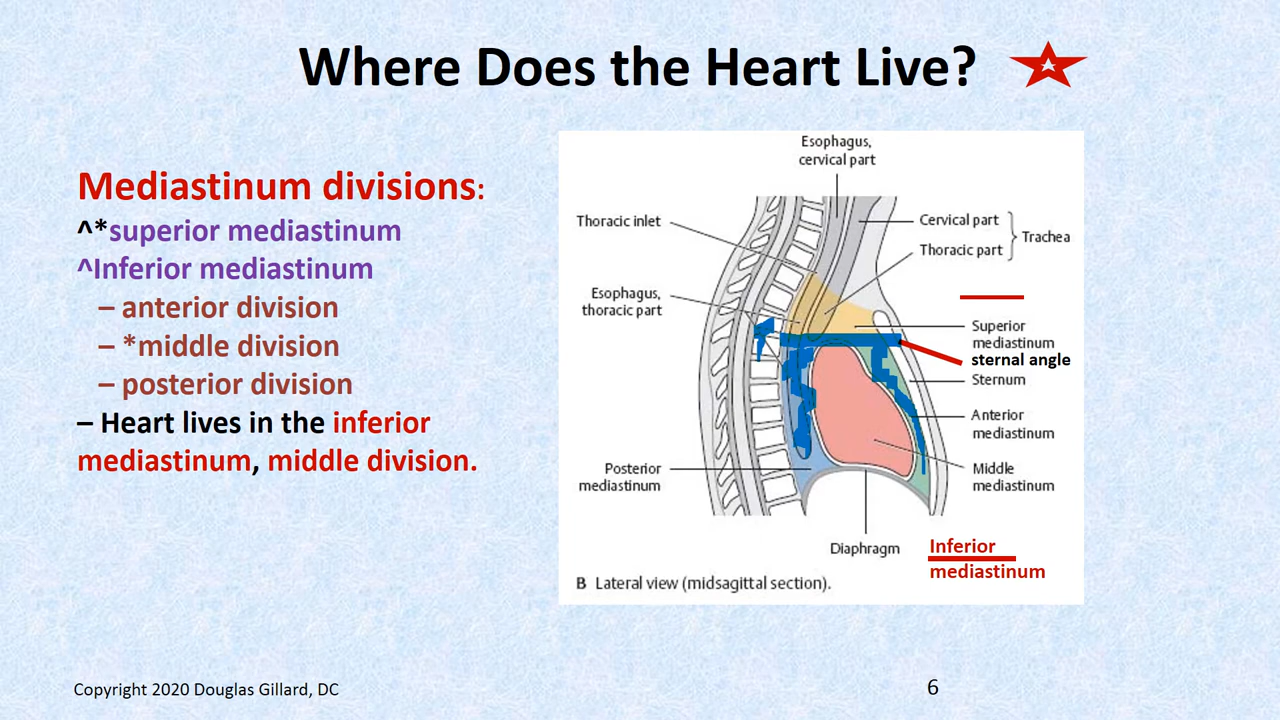 Where Does the Heart Live?
Mediastinum divisions:
^*superior mediastinum
^Inferior mediastinum
– anterior division
– *middle division
– posterior division
– Heart lives in the inferior
mediastinum, middle division.
Esophagus,
cervical part
Thoracic inlet
Esophagus,
thoracic part
Posterior
mediastinum
Cervical part
Thoracic part
Trachea
Superior
mediastinum
sternal angle
Sternum
Anterior
mediastinum
Middle
mediastinum
Diaphragm
Inferior
mediastinum
B Lateral view (midsagittal section).
Copyright 2020 Douglas Gillard, DC
6